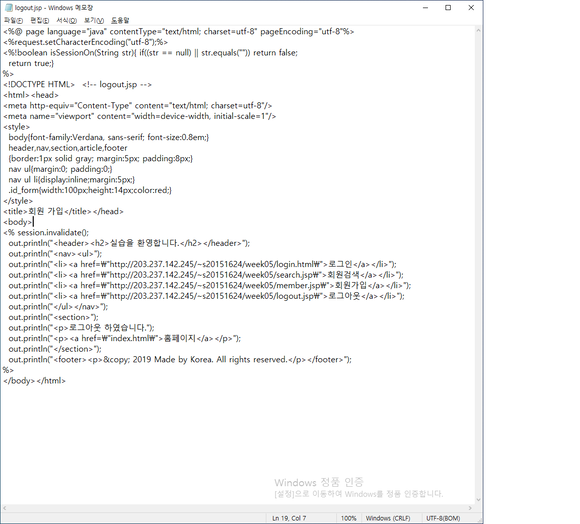 logout.jsp - Windows 메모장
파일(F) 편집(E) 서식(O) 보기(V) 도움말
<%@ page language="java" contentType="text/html; charset=utf-8" pageEncoding="utf-8"%>
<%request.setCharacterEncoding("utf-8");%>
<%!boolean isSessionOn(String str){ if((str == null) || str.equals("")) return false;
return true;}
%>
<!DOCTYPE HTML> <!-- logout.jsp -->
<html><head>
<meta http-equiv="Content-Type" content="text/html; charset=utf-8"/>
<meta name="viewport" content="width=device-width, initial-scale=1"/>
<style>
body{font-family:Verdana, sans-serif; font-size:0.8em;}
header,nav,section,article,footer
{border:1px solid gray; margin:5px; padding:8px;}
nav ul{margin:0; padding:0;}
nav ul li{display:inline;margin:5px;}
.id_form{width:100px;height:14px;color:red;}
</style>
<title>회원 가입</title></head>
<body>
<% session.invalidate();
out.println("<header><h2>실습을 환영합니다.</h2></header>");
out.println("<nav><ul>");
out.println("<li><a href=₩"http://203.237.142.245/~s20151624/week05/login.html₩">로그인</a></li>");
out.println("<li><a href=₩"http://203.237.142.245/~s20151624/week05/search.jsp₩">회원검색</a></li>");
out.println("<li><a href=₩"http://203.237.142.245/~s20151624/week05/member.jsp₩">회원가입</a></li>");
out.println("<li><a href=₩"http://203.237.142.245/~s20151624/week05/logout.jsp₩">로그아웃</a></li>");
out.println("</ul></nav>");
out.println("<section>");
out.println("<p>로그아웃 하였습니다.");
out.println("<p><a href=₩"index.html₩">홈페이지</a></p>");
out.println("</section>");
out.println("<footer><p>&copy; 2019 Made by Korea. All rights reserved.</p></footer>");
%>
</body></html>
Windows 정품 인증
[설정]으로 이동하여 Windows를 정품 인증합니다.
Ln 19, Col 7 100% Windows (CRLF) UTF-8(BOM)